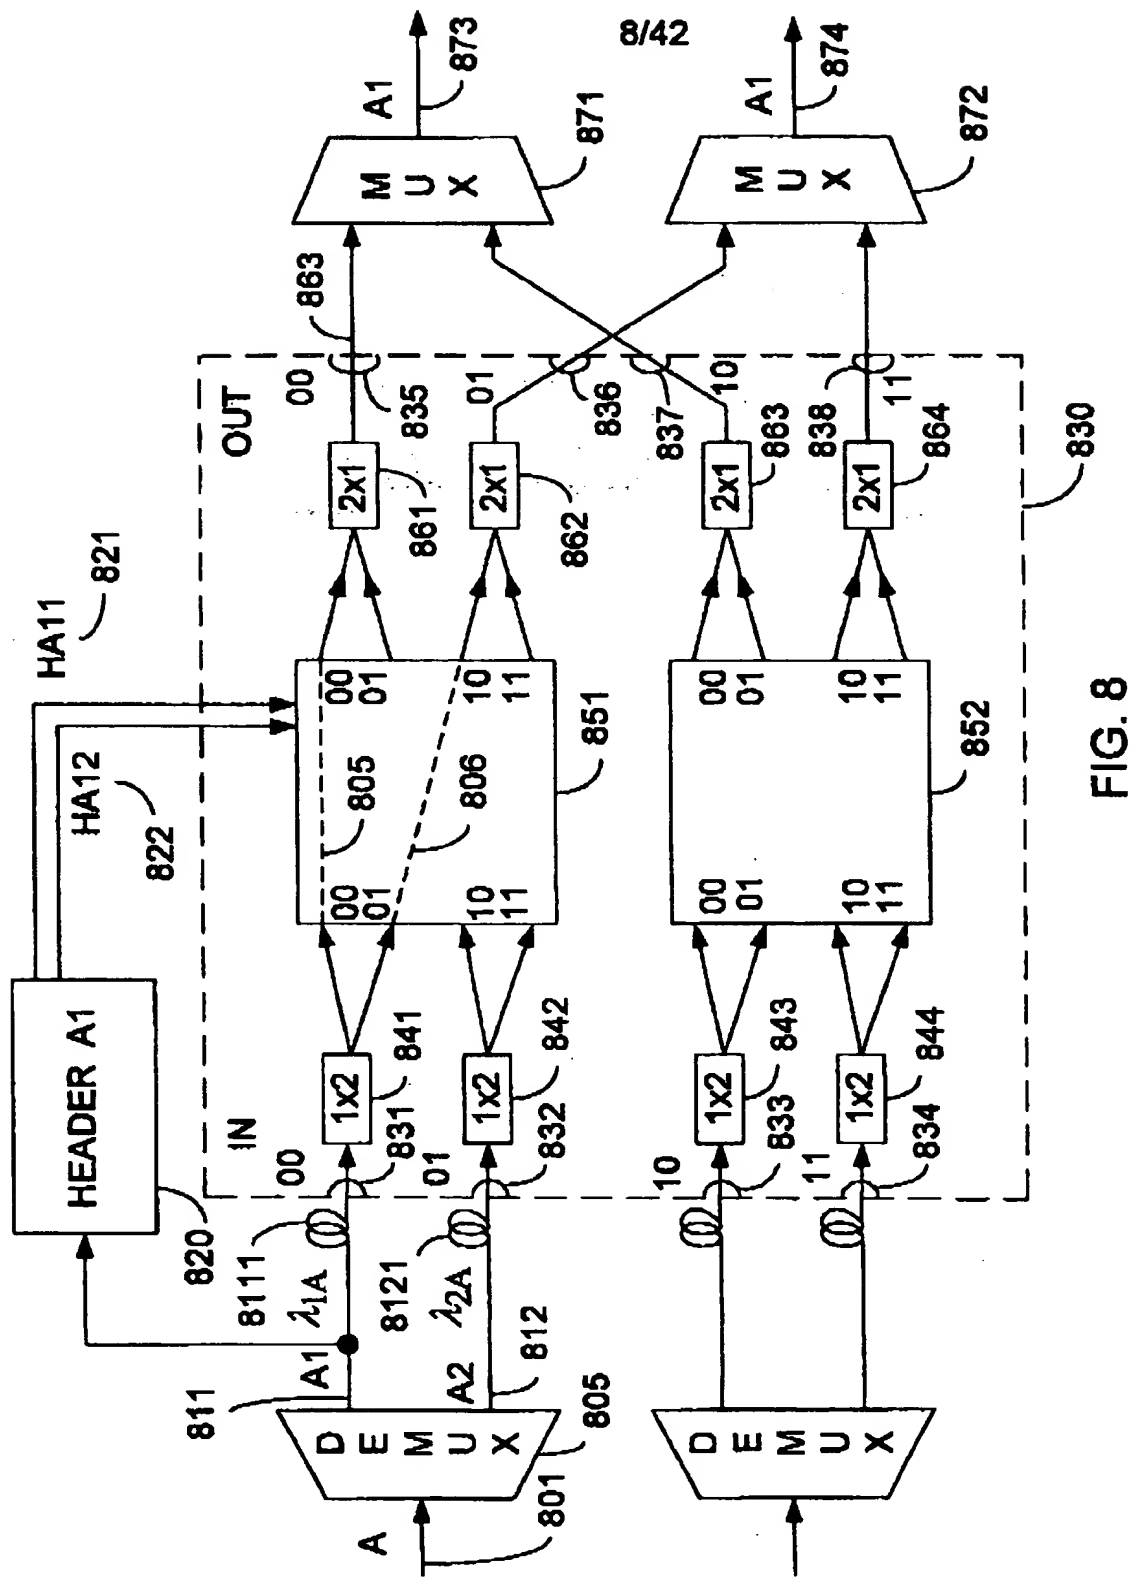 8/42
HEADER A1
820
HA11
821
HA12
822
IN
OUT
A
801
D E M U X
805
811
A1
λ1A
8111
A2
812
λ2A
8121
00
831
1x2
841
01
832
1x2
842
00
01
10
11
805
806
00
01
10
11
851
2x1
861
00
835
863
2x1
862
01
836
M U X
871
A1
873
D E M U X
10
833
1x2
843
11
834
1x2
844
00
01
10
11
00
01
10
11
852
2x1
863
10
837
2x1
864
838
11
830
M U X
872
A1
874
FIG. 8